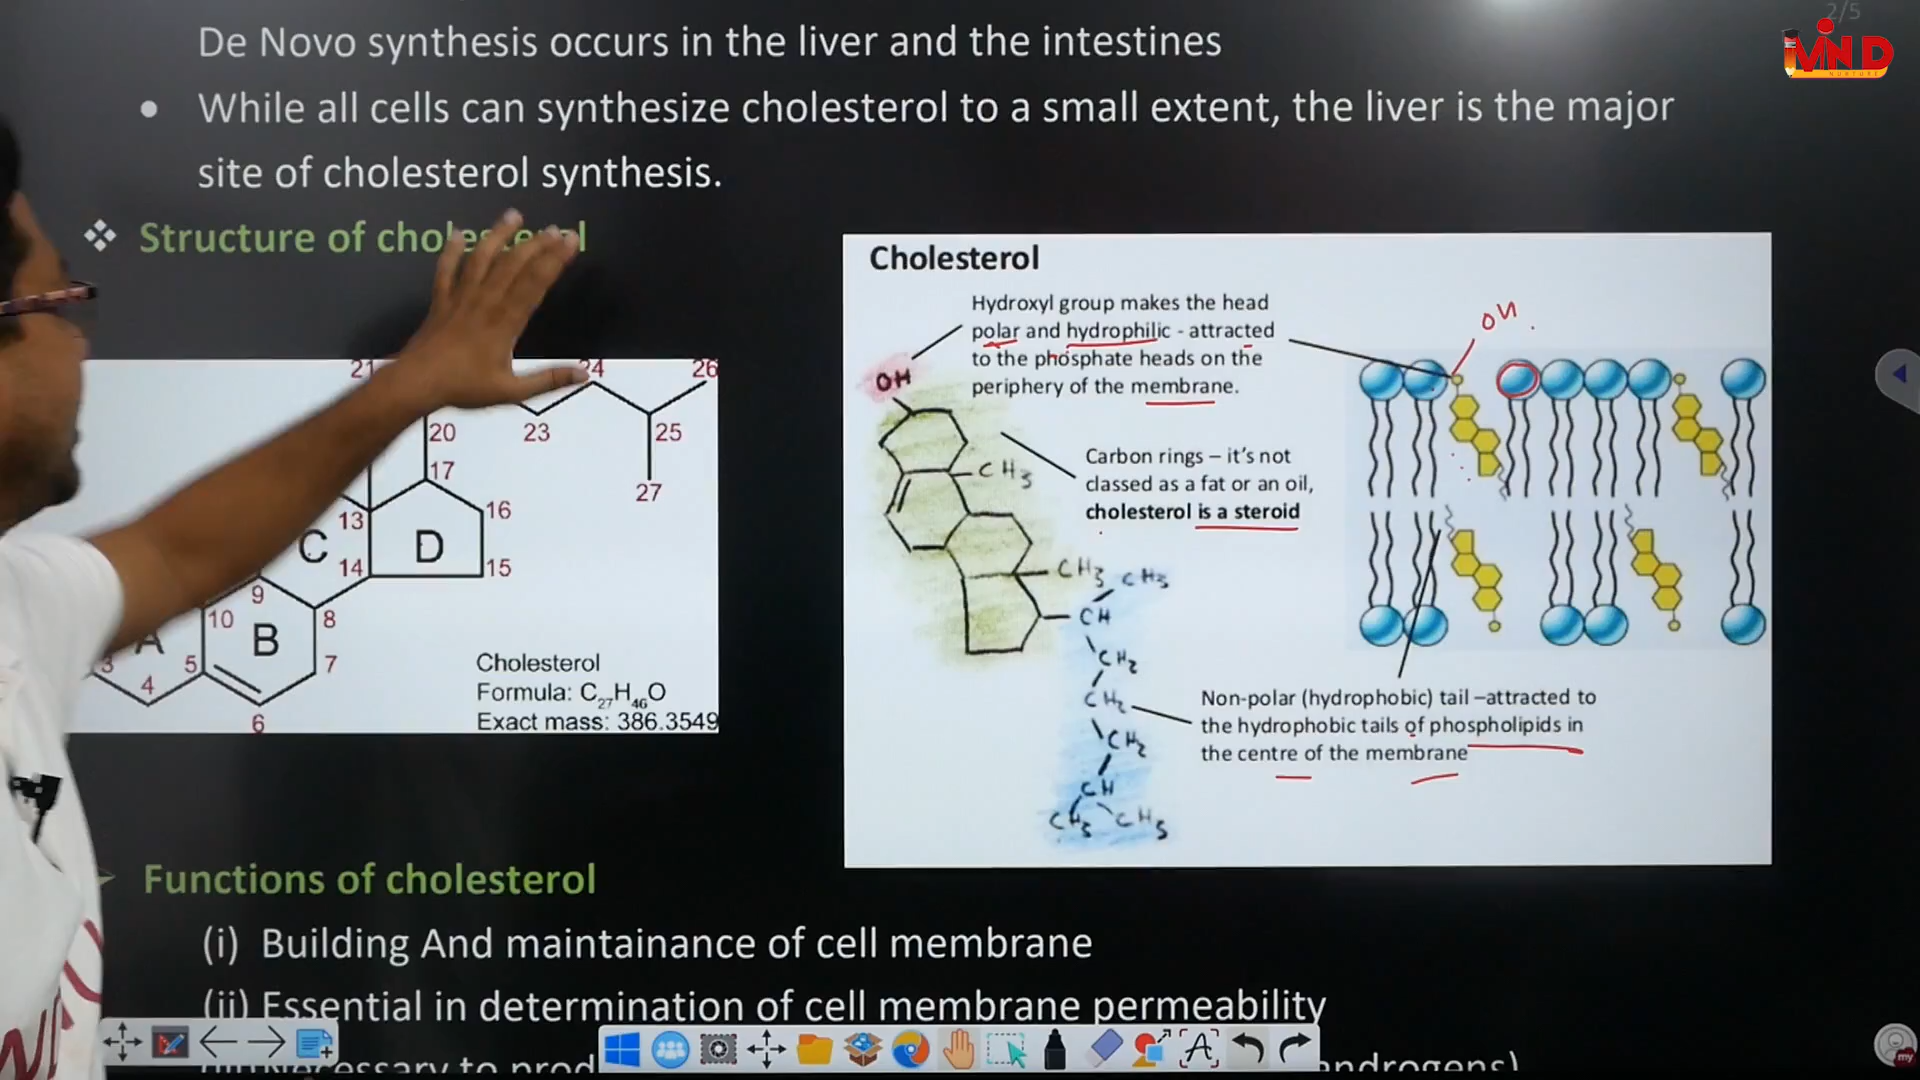 2/5
MIND
NURTURE
De Novo synthesis occurs in the liver and the intestines
• While all cells can synthesize cholesterol to a small extent, the liver is the major
site of cholesterol synthesis.
❖ Structure of cholesterol
21
24
26
20
23
25
17
27
16
13
C
D
14
15
9
10
8
A
B
3
5
7
4
6
Cholesterol
Formula: C27H46O
Exact mass: 386.3549
Cholesterol
Hydroxyl group makes the head
polar and hydrophilic - attracted
to the phosphate heads on the
periphery of the membrane.
OH
OH
Carbon rings – it's not
classed as a fat or an oil,
cholesterol is a steroid
CH3
CH3
CH3
CH
CH2
CH2
CH2
CH
CH3
CH3
Non-polar (hydrophobic) tail –attracted to
the hydrophobic tails of phospholipids in
the centre of the membrane
Functions of cholesterol
(i) Building And maintainance of cell membrane
(ii) Essential in determination of cell membrane permeability
androgens)
my